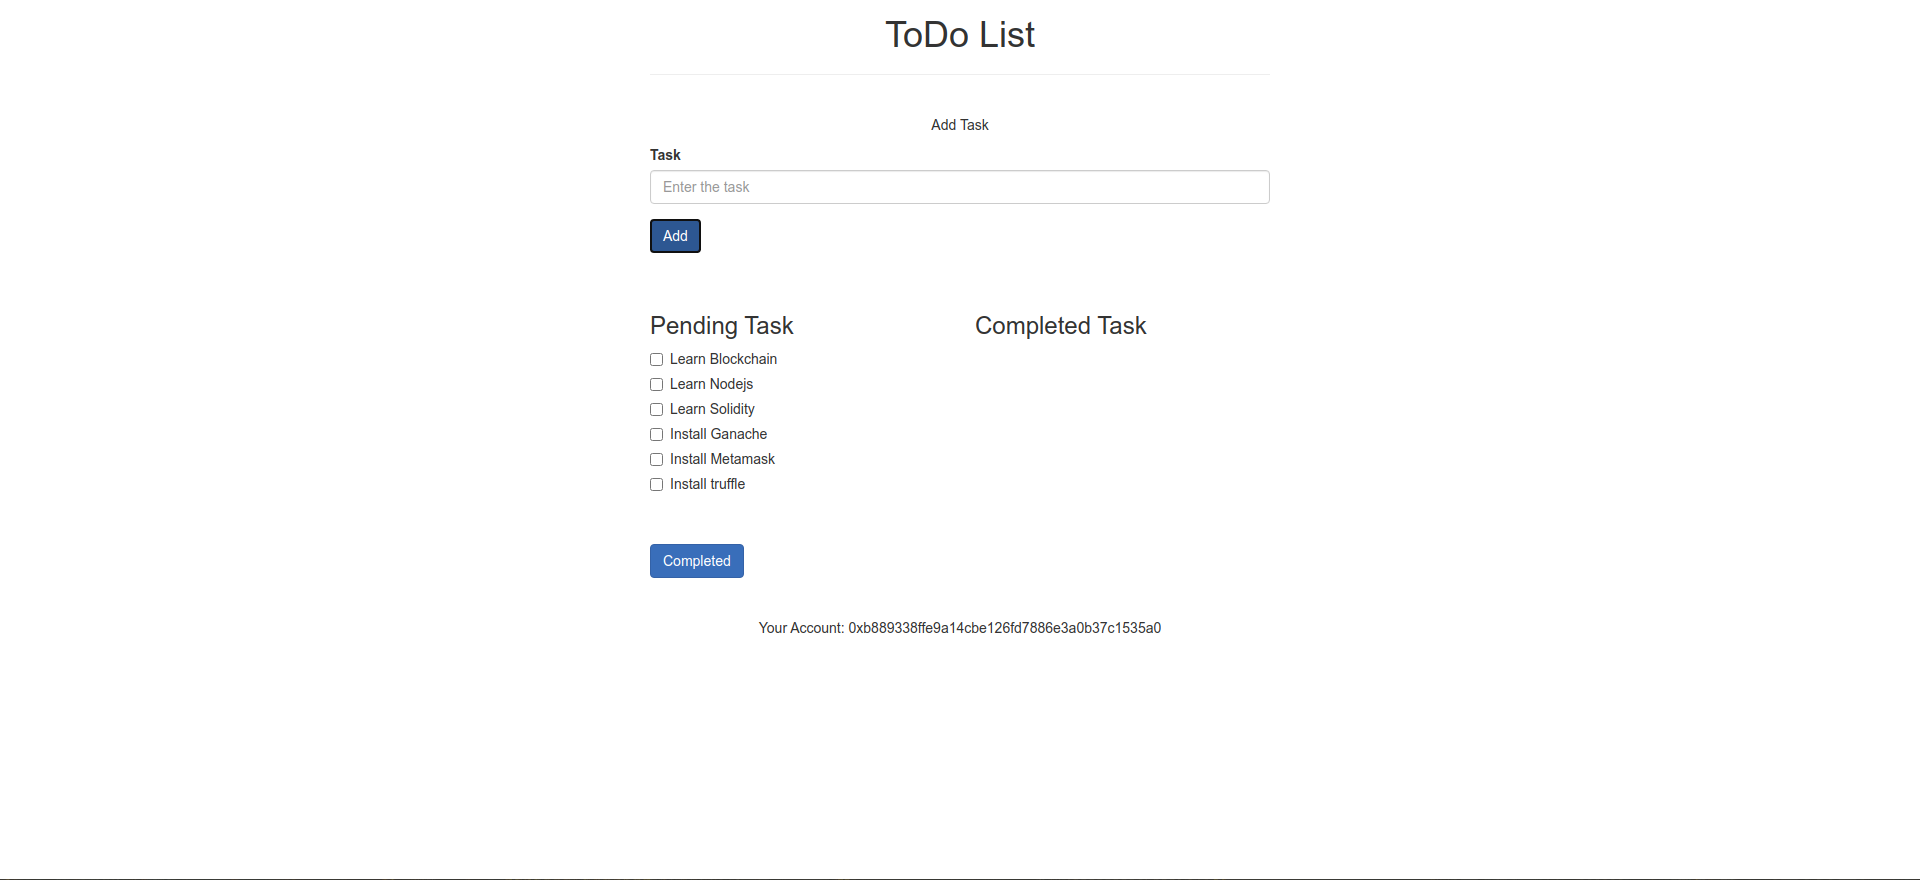 ToDo List
Add Task
Task
Enter the task
Add
Pending Task
Learn Blockchain
Learn Nodejs
Learn Solidity
Install Ganache
Install Metamask
Install truffle
Completed Task
Completed
Your Account: 0xb889338ffe9a14cbe126fd7886e3a0b37c1535a0